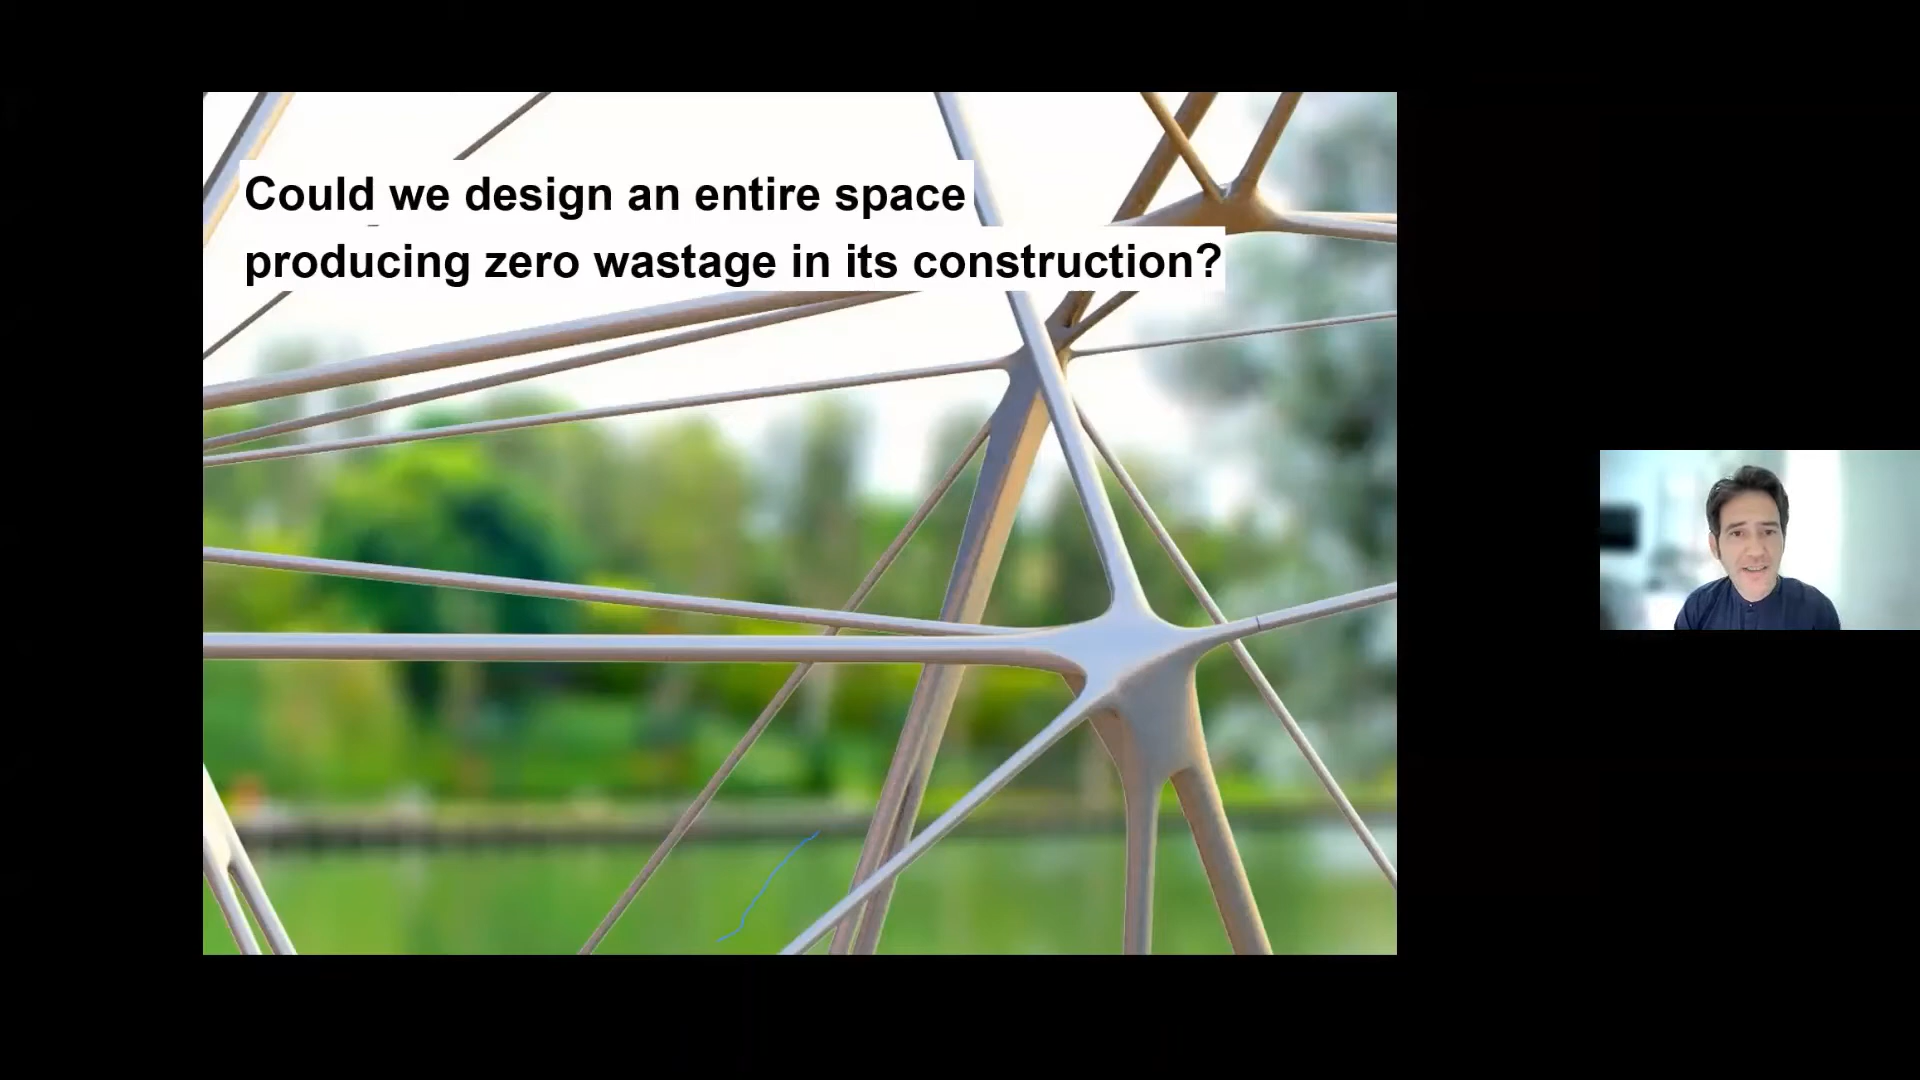 Could we design an entire space
producing zero wastage in its construction?